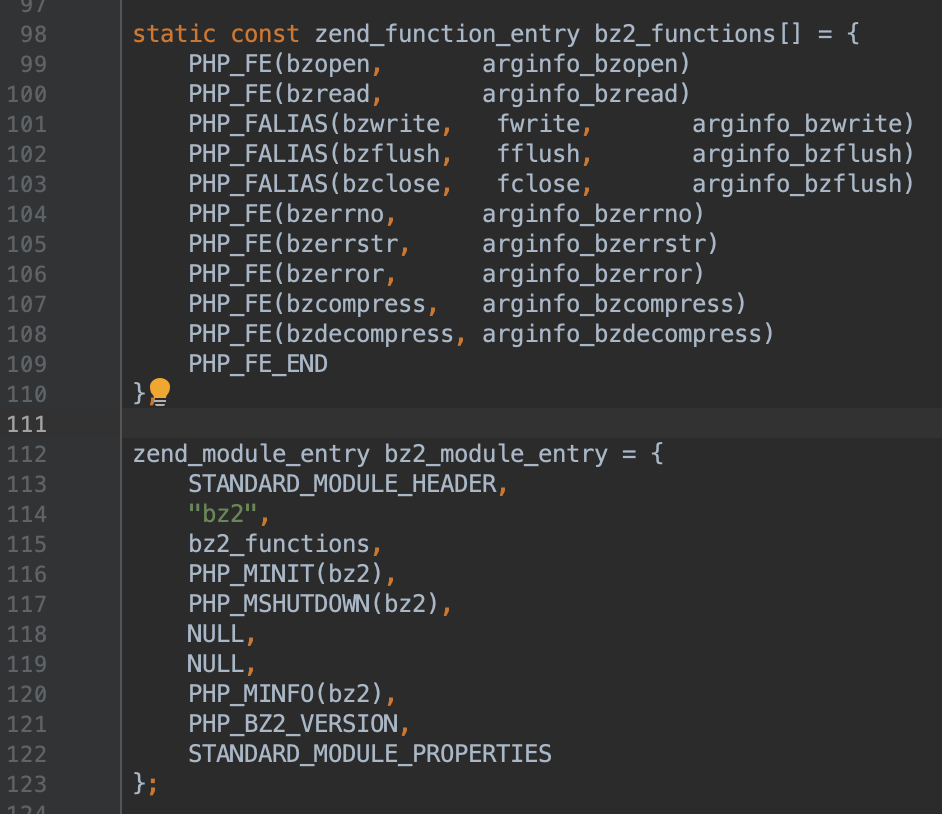 97
98 static const zend_function_entry bz2_functions[] = {
99 PHP_FE(bzopen, arginfo_bzopen)
100 PHP_FE(bzread, arginfo_bzread)
101 PHP_FALIAS(bzwrite, fwrite, arginfo_bzwrite)
102 PHP_FALIAS(bzflush, fflush, arginfo_bzflush)
103 PHP_FALIAS(bzclose, fclose, arginfo_bzflush)
104 PHP_FE(bzerrno, arginfo_bzerrno)
105 PHP_FE(bzerrstr, arginfo_bzerrstr)
106 PHP_FE(bzerror, arginfo_bzerror)
107 PHP_FE(bzcompress, arginfo_bzcompress)
108 PHP_FE(bzdecompress, arginfo_bzdecompress)
109 PHP_FE_END
110 };
111
112 zend_module_entry bz2_module_entry = {
113 STANDARD_MODULE_HEADER,
114 "bz2",
115 bz2_functions,
116 PHP_MINIT(bz2),
117 PHP_MSHUTDOWN(bz2),
118 NULL,
119 NULL,
120 PHP_MINFO(bz2),
121 PHP_BZ2_VERSION,
122 STANDARD_MODULE_PROPERTIES
123 };
124